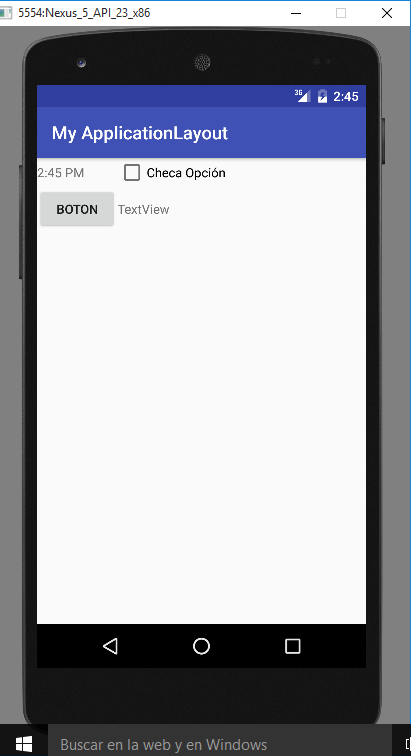 5554:Nexus_5_API_23_x86
3G 2:45
My ApplicationLayout
2:45 PM Checa Opción
BOTON TextView
Buscar en la web y en Windows